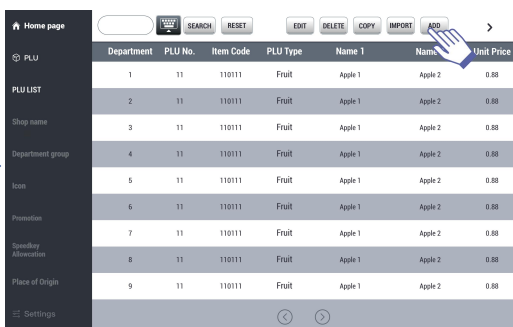 Home page
SEARCH RESET EDIT DELETE COPY IMPORT ADD
PLU
Department PLU No. Item Code PLU Type Name 1 Name Unit Price
PLU LIST
1 11 110111 Fruit Apple 1 Apple 2 0.88
2 11 110111 Fruit Apple 1 Apple 2 0.88
Shop name
3 11 110111 Fruit Apple 1 Apple 2 0.88
Department group
4 11 110111 Fruit Apple 1 Apple 2 0.88
Icon
5 11 110111 Fruit Apple 1 Apple 2 0.88
6 11 110111 Fruit Apple 1 Apple 2 0.88
Promotion
7 11 110111 Fruit Apple 1 Apple 2 0.88
Speedkey
Allowcation
8 11 110111 Fruit Apple 1 Apple 2 0.88
Place of Origin
9 11 110111 Fruit Apple 1 Apple 2 0.88
Settings